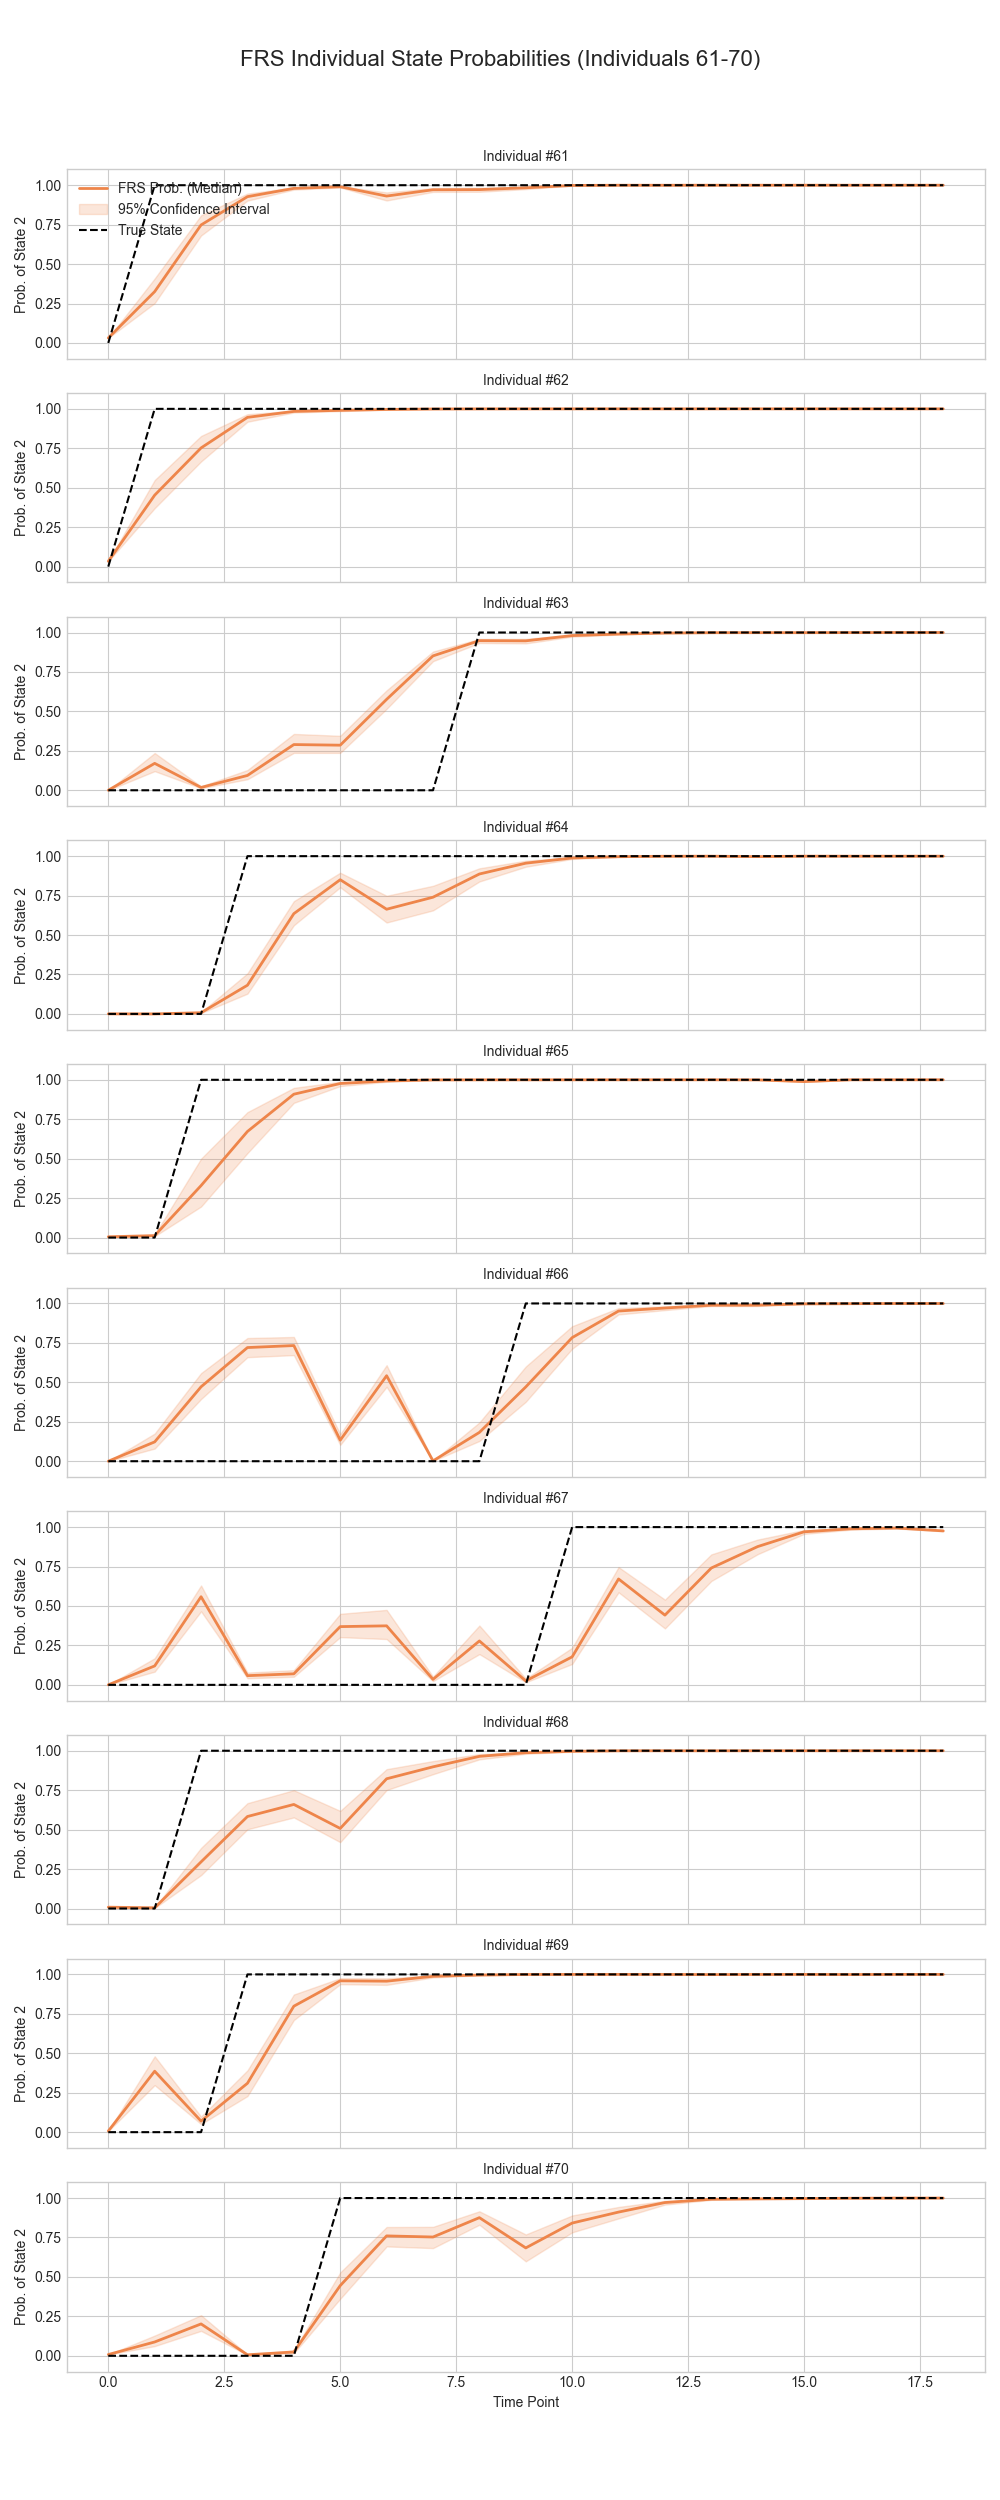 FRS Individual State Probabilities (Individuals 61-70)
Individual #61
1.00
0.75
0.50
0.25
0.00
Prob. of State 2
FRS Prob. (Median)
95% Confidence Interval
True State
Individual #62
1.00
0.75
0.50
0.25
0.00
Prob. of State 2
Individual #63
1.00
0.75
0.50
0.25
0.00
Prob. of State 2
Individual #64
1.00
0.75
0.50
0.25
0.00
Prob. of State 2
Individual #65
1.00
0.75
0.50
0.25
0.00
Prob. of State 2
Individual #66
1.00
0.75
0.50
0.25
0.00
Prob. of State 2
Individual #67
1.00
0.75
0.50
0.25
0.00
Prob. of State 2
Individual #68
1.00
0.75
0.50
0.25
0.00
Prob. of State 2
Individual #69
1.00
0.75
0.50
0.25
0.00
Prob. of State 2
Individual #70
1.00
0.75
0.50
0.25
0.00
Prob. of State 2
0.0 2.5 5.0 7.5 10.0 12.5 15.0 17.5
Time Point